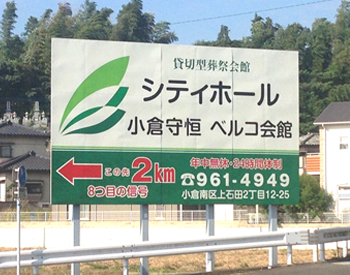 貸切型葬祭会館
シティホール
小倉守恒 ベルコ会館
この先 2km
8つ目の信号
年中無休・24時間体制
☎961-4949
小倉南区上石田2丁目12-25